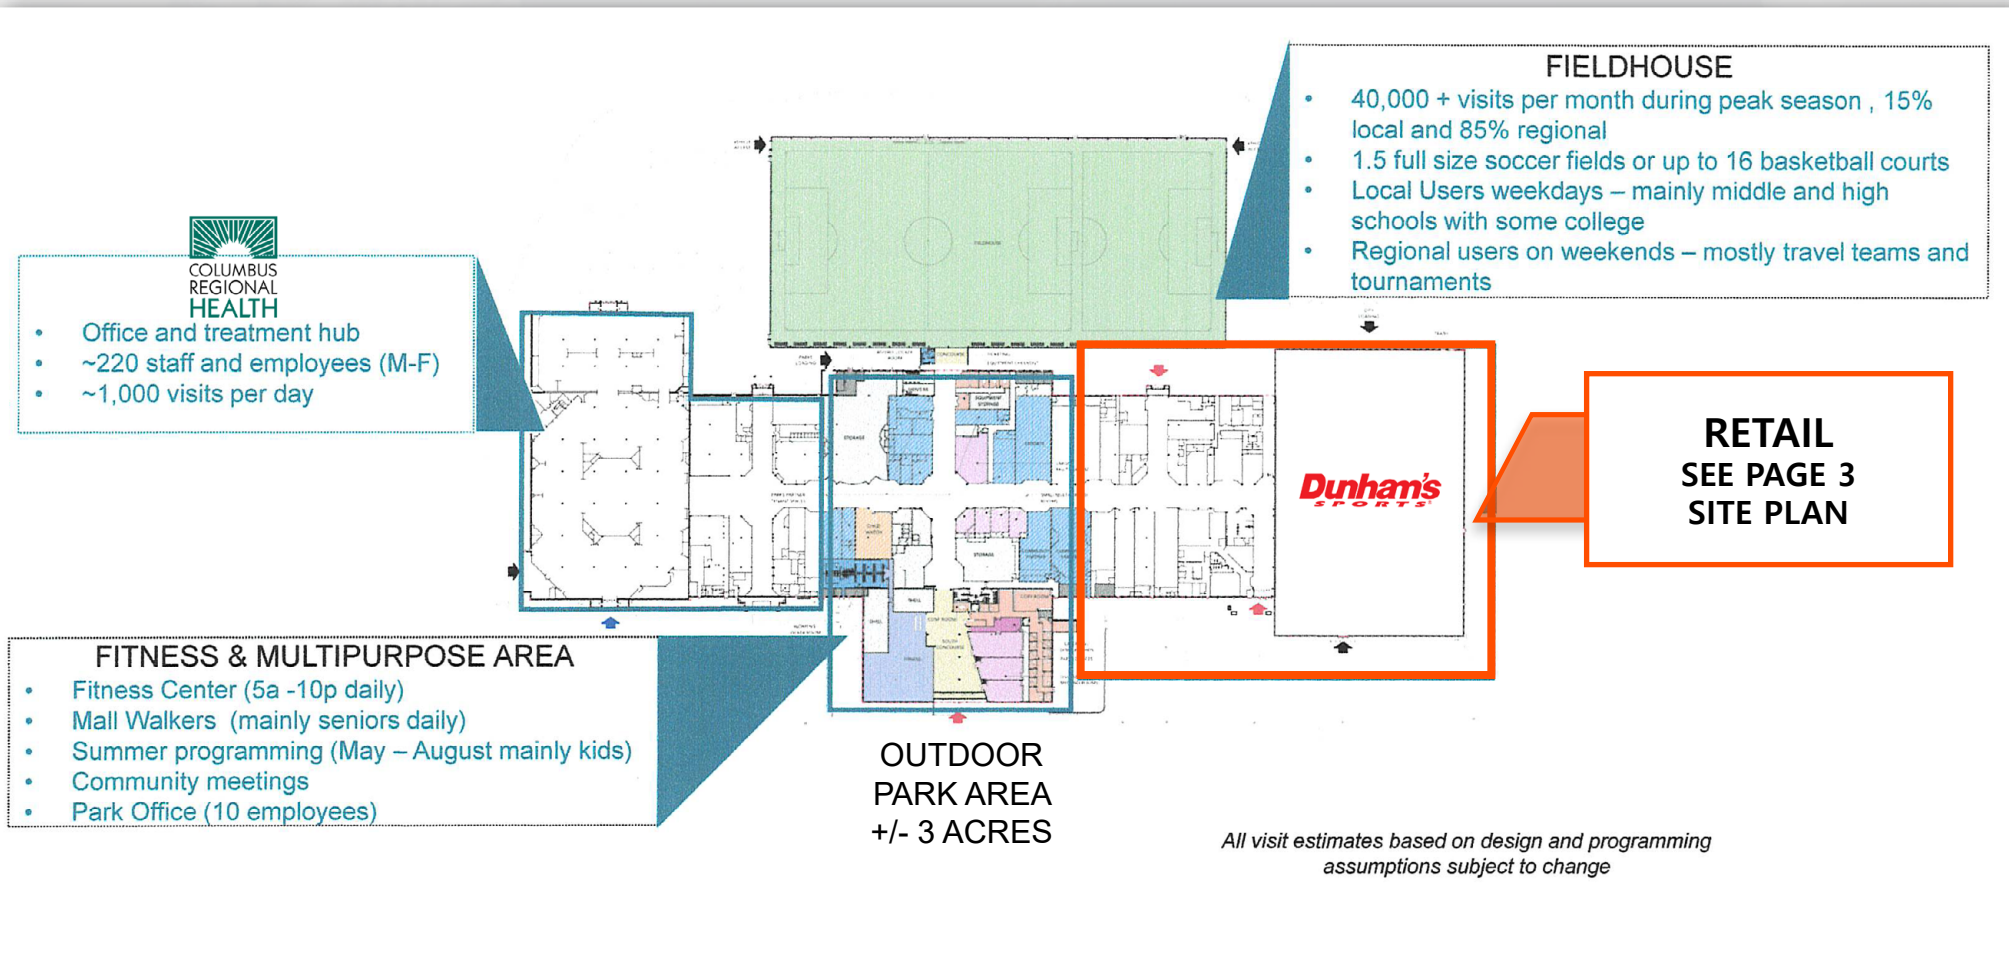 FIELDHOUSE
• 40,000 + visits per month during peak season , 15%
local and 85% regional
• 1.5 full size soccer fields or up to 16 basketball courts
• Local Users weekdays – mainly middle and high
schools with some college
• Regional users on weekends – mostly travel teams and
tournaments
COLUMBUS
REGIONAL
HEALTH
• Office and treatment hub
• ~220 staff and employees (M-F)
• ~1,000 visits per day
FIELDHOUSE
STORAGE
STORAGE
RETAIL
SEE PAGE 3
SITE PLAN
Dunham's
SPORTS
FITNESS & MULTIPURPOSE AREA
• Fitness Center (5a -10p daily)
• Mall Walkers (mainly seniors daily)
• Summer programming (May – August mainly kids)
• Community meetings
• Park Office (10 employees)
OUTDOOR
PARK AREA
+/- 3 ACRES
All visit estimates based on design and programming
assumptions subject to change